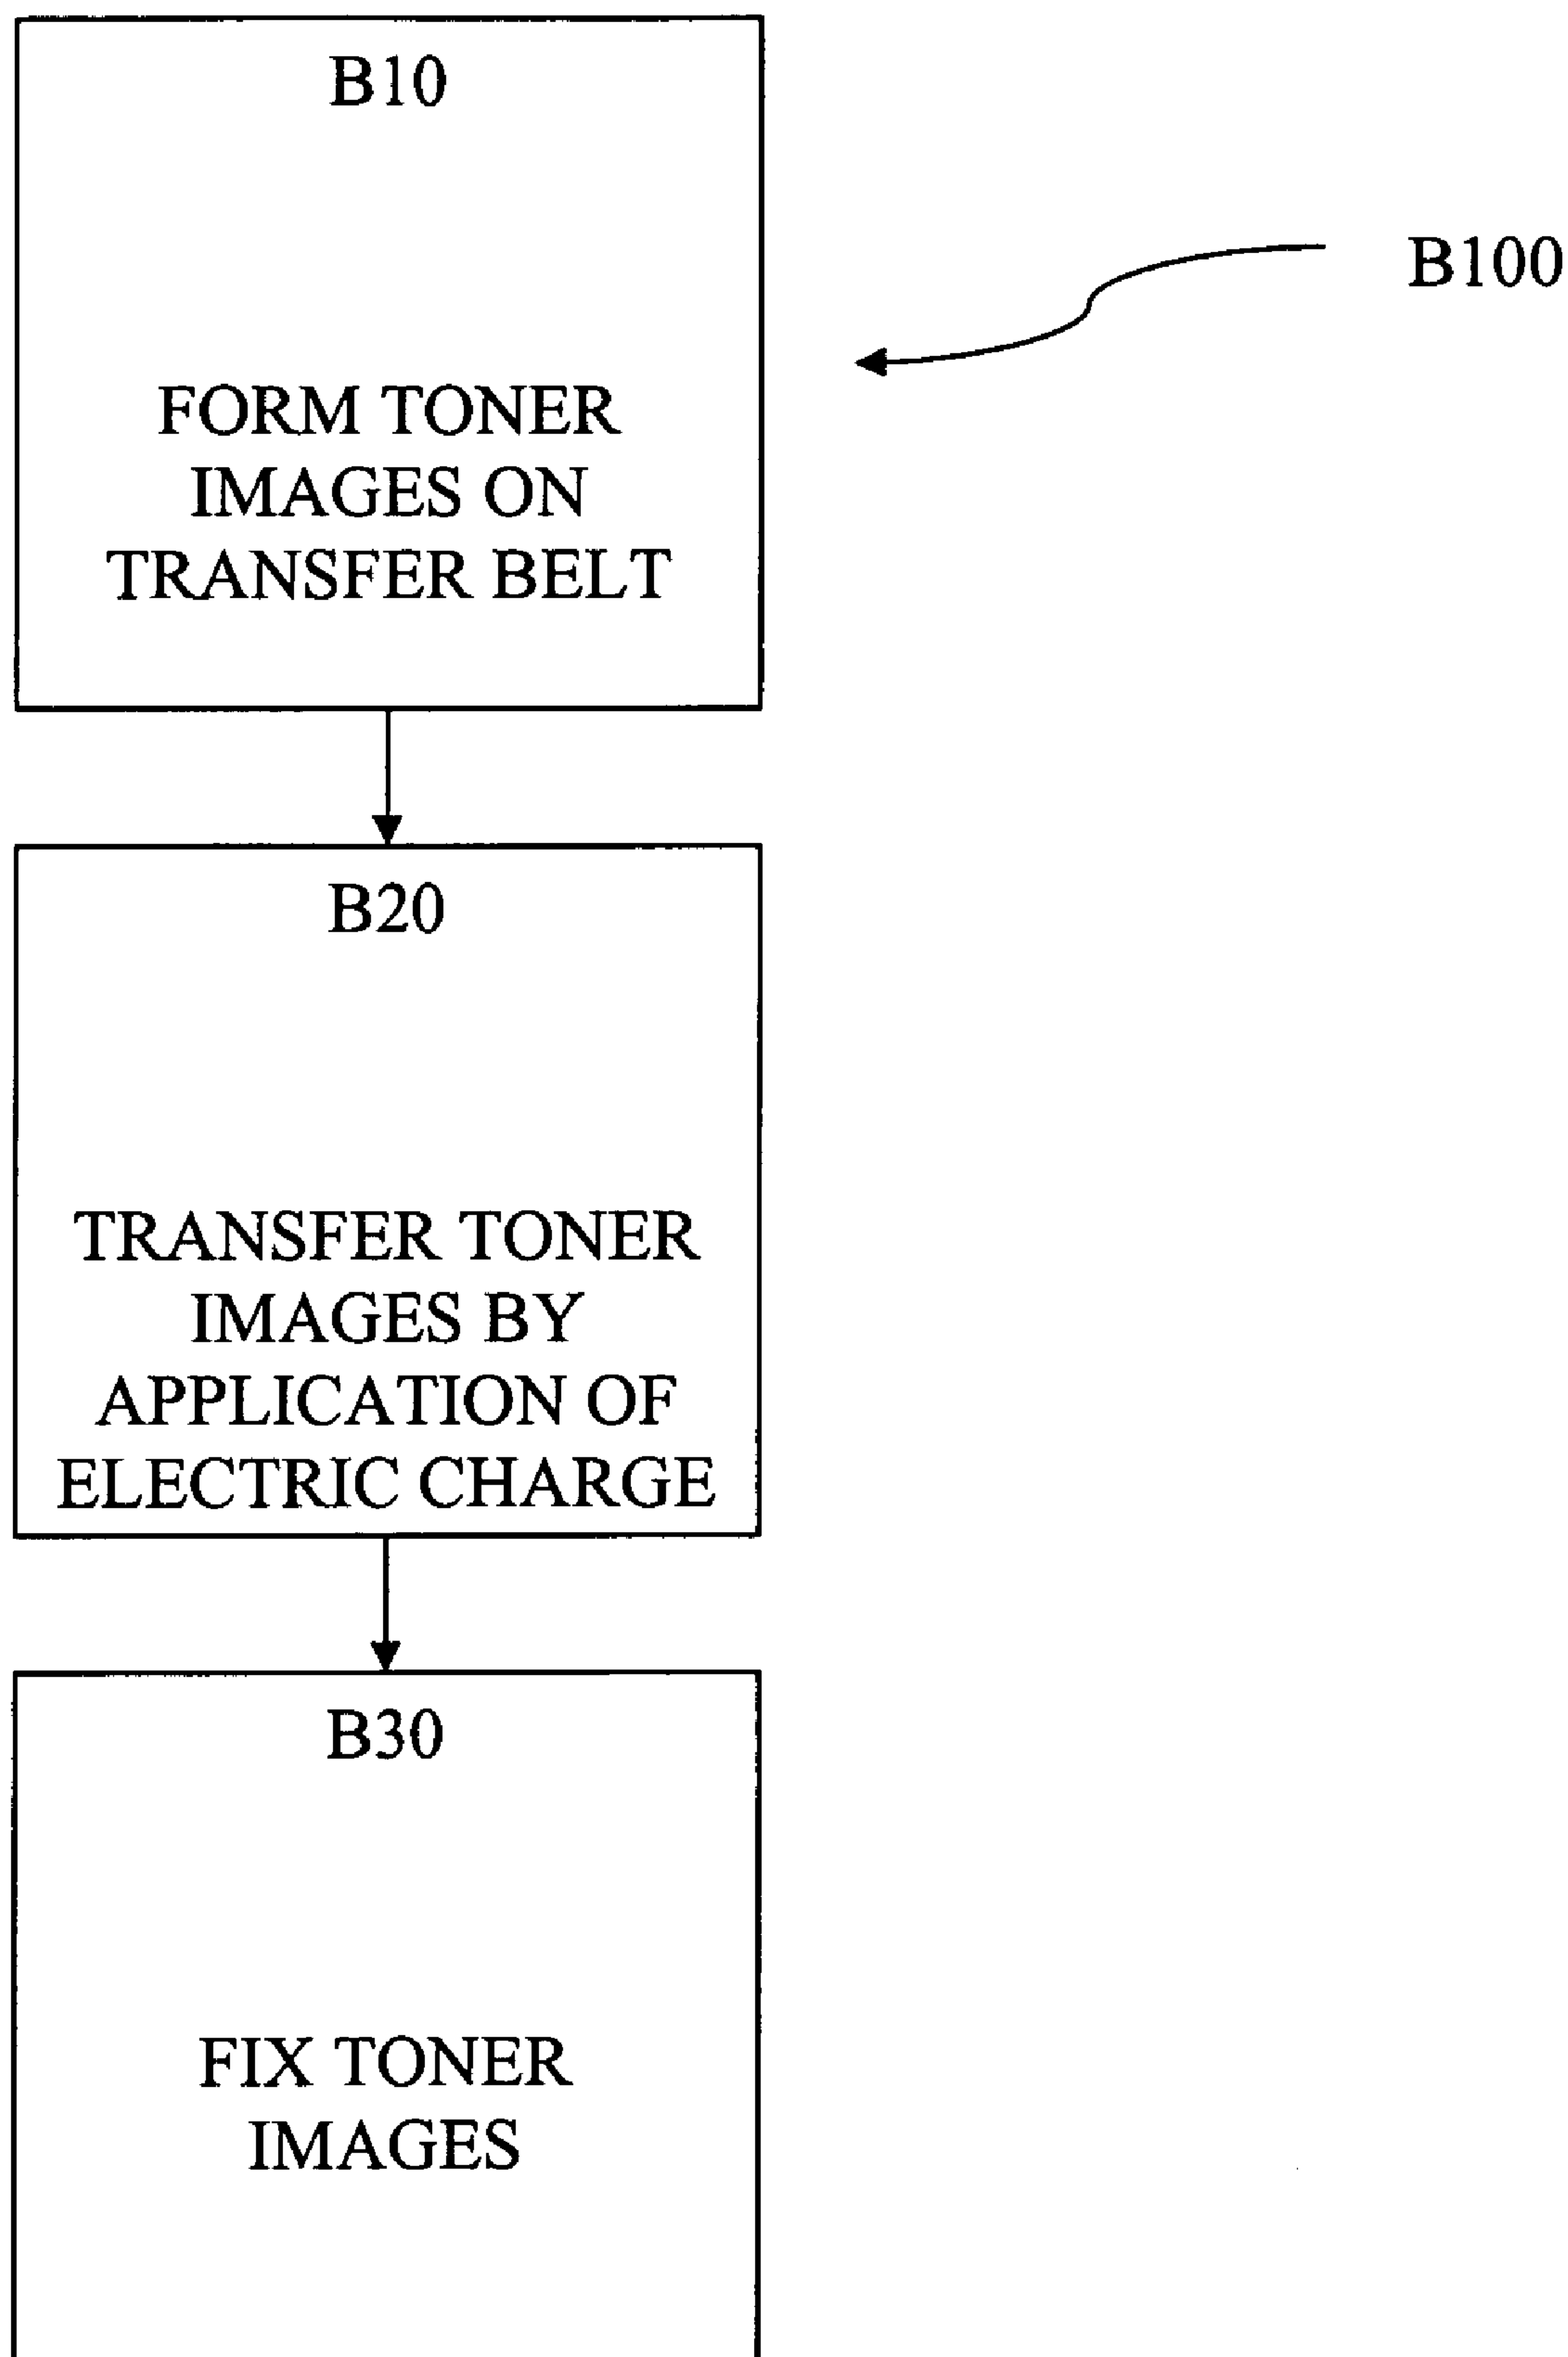 B10
FORM TONER
IMAGES ON
TRANSFER BELT
B100
B20
TRANSFER TONER
IMAGES BY
APPLICATION OF
ELECTRIC CHARGE
B30
FIX TONER
IMAGES